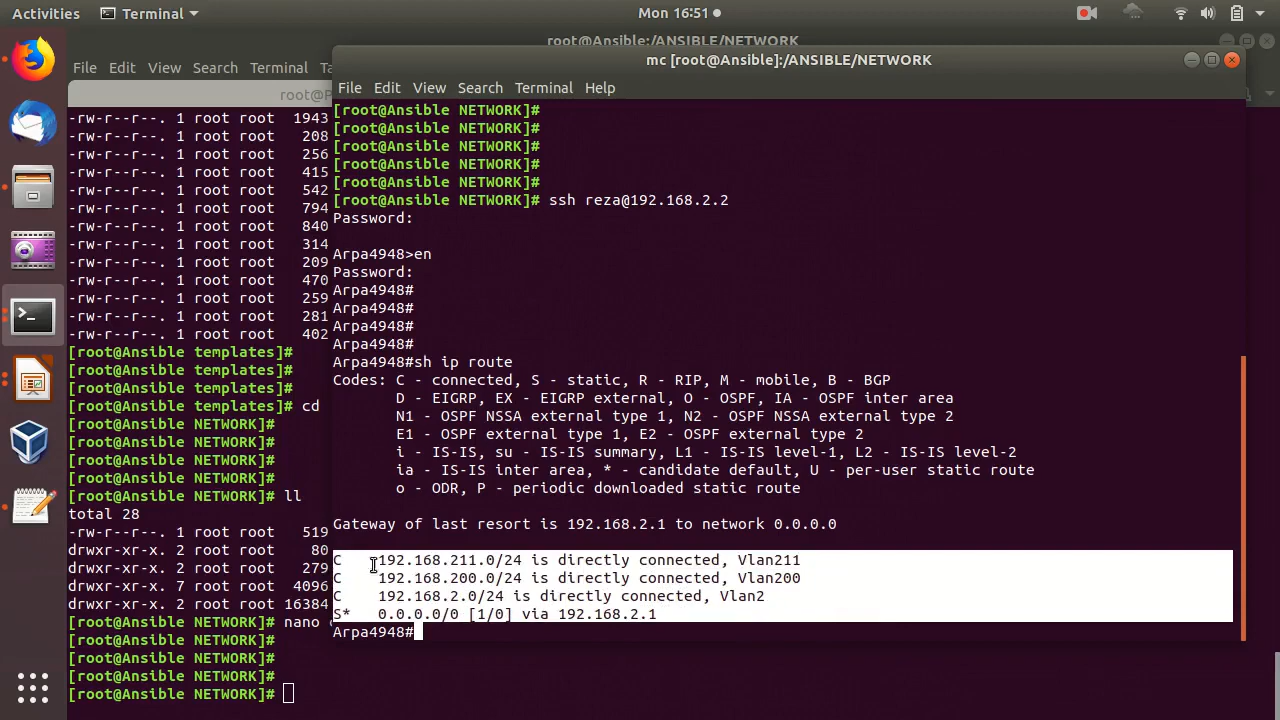 Activities Terminal Mon 16:51
root@Ansible:/ANSIBLE/NETWORK
File Edit View Search Terminal
-rw-r--r--. 1 root root 1943
-rw-r--r--. 1 root root 208
-rw-r--r--. 1 root root 256
-rw-r--r--. 1 root root 415
-rw-r--r--. 1 root root 542
-rw-r--r--. 1 root root 794
-rw-r--r--. 1 root root 840
-rw-r--r--. 1 root root 314
-rw-r--r--. 1 root root 209
-rw-r--r--. 1 root root 470
-rw-r--r--. 1 root root 259
-rw-r--r--. 1 root root 281
-rw-r--r--. 1 root root 402
[root@Ansible templates]#
[root@Ansible templates]#
[root@Ansible templates]#
[root@Ansible templates]# cd
[root@Ansible NETWORK]#
[root@Ansible NETWORK]#
[root@Ansible NETWORK]#
[root@Ansible NETWORK]#
[root@Ansible NETWORK]# ll
total 28
-rw-r--r--. 1 root root 519
drwxr-xr-x. 2 root root 80
drwxr-xr-x. 2 root root 279
drwxr-xr-x. 7 root root 4096
drwxr-xr-x. 2 root root 16384
[root@Ansible NETWORK]# nano
[root@Ansible NETWORK]#
[root@Ansible NETWORK]#
[root@Ansible NETWORK]#
[root@Ansible NETWORK]#
mc [root@Ansible]:/ANSIBLE/NETWORK
File Edit View Search Terminal Help
[root@Ansible NETWORK]#
[root@Ansible NETWORK]#
[root@Ansible NETWORK]#
[root@Ansible NETWORK]#
[root@Ansible NETWORK]#
[root@Ansible NETWORK]# ssh reza@192.168.2.2
Password:
Arpa4948>en
Password:
Arpa4948#
Arpa4948#
Arpa4948#
Arpa4948#
Arpa4948#sh ip route
Codes: C - connected, S - static, R - RIP, M - mobile, B - BGP
D - EIGRP, EX - EIGRP external, O - OSPF, IA - OSPF inter area
N1 - OSPF NSSA external type 1, N2 - OSPF NSSA external type 2
E1 - OSPF external type 1, E2 - OSPF external type 2
i - IS-IS, su - IS-IS summary, L1 - IS-IS level-1, L2 - IS-IS level-2
ia - IS-IS inter area, * - candidate default, U - per-user static route
o - ODR, P - periodic downloaded static route
Gateway of last resort is 192.168.2.1 to network 0.0.0.0
C 192.168.211.0/24 is directly connected, Vlan211
C 192.168.200.0/24 is directly connected, Vlan200
C 192.168.2.0/24 is directly connected, Vlan2
S* 0.0.0.0/0 [1/0] via 192.168.2.1
Arpa4948#